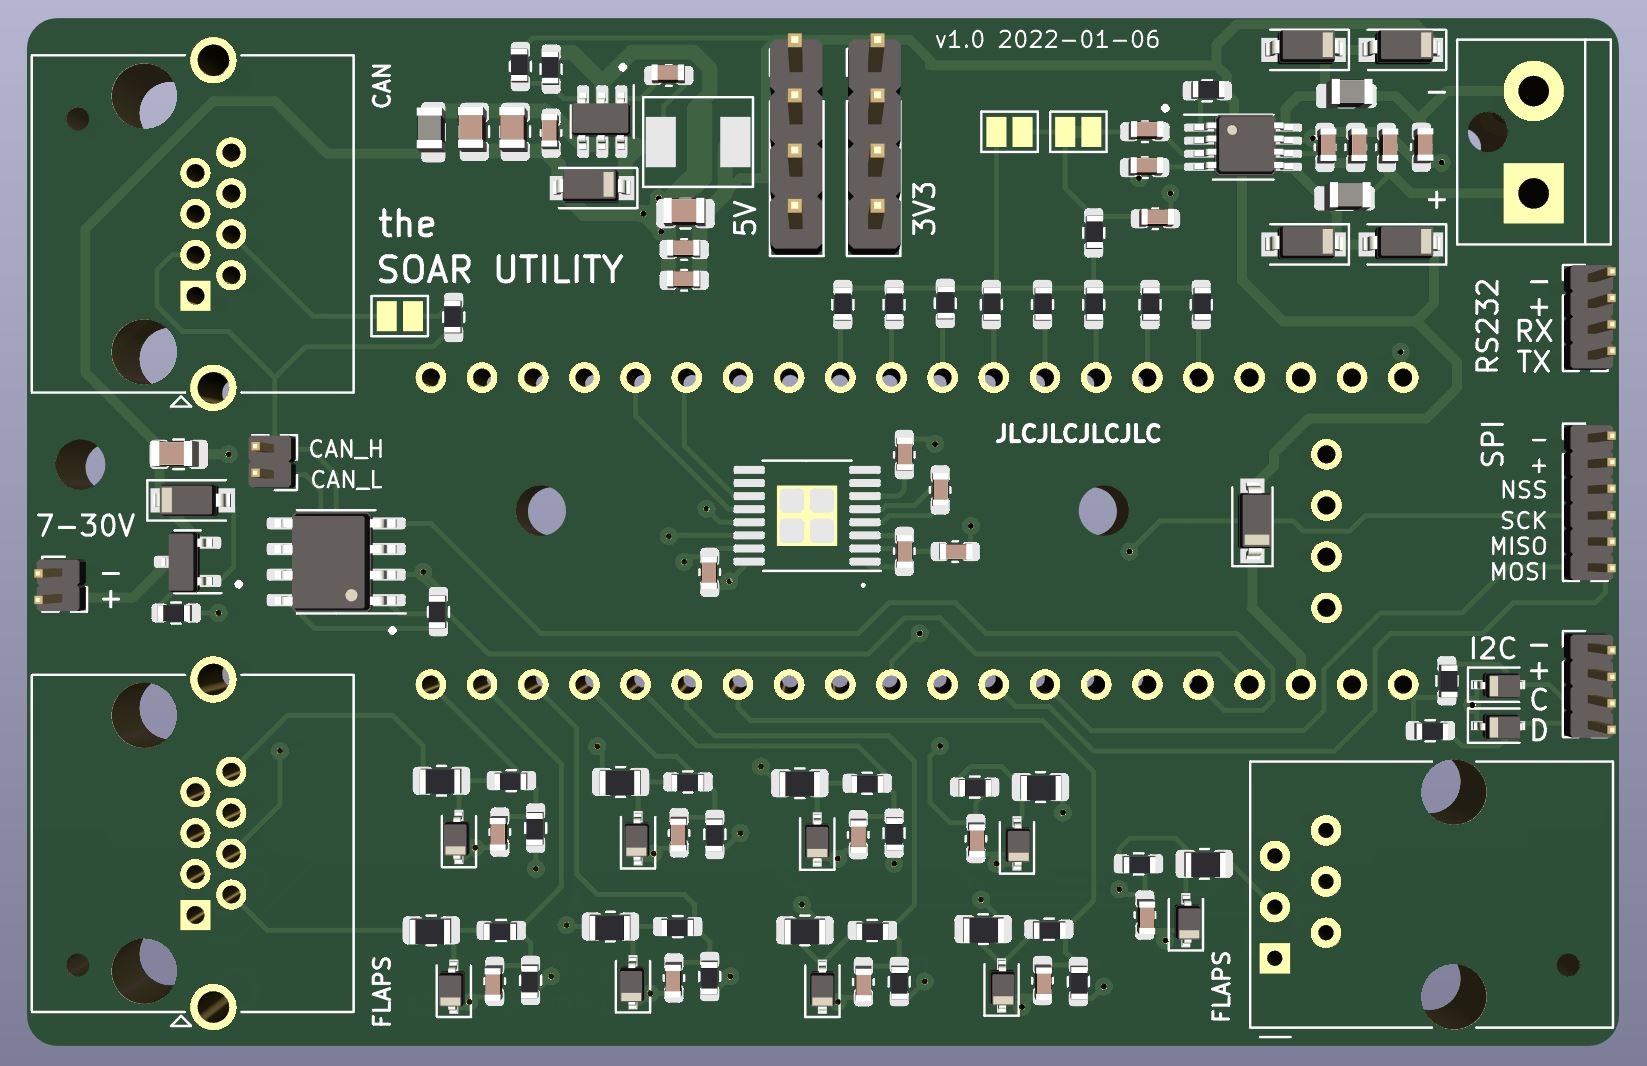 v1.0 2022-01-06
CAN
5V
3V3
the
SOAR UTILITY
-
+
RS232
-
+
RX
TX
JLCJLCJLCJLC
CAN_H
CAN_L
7-30V
-
+
SPI
-
+
NSS
SCK
MISO
MOSI
I2C
-
+
C
D
FLAPS
FLAPS